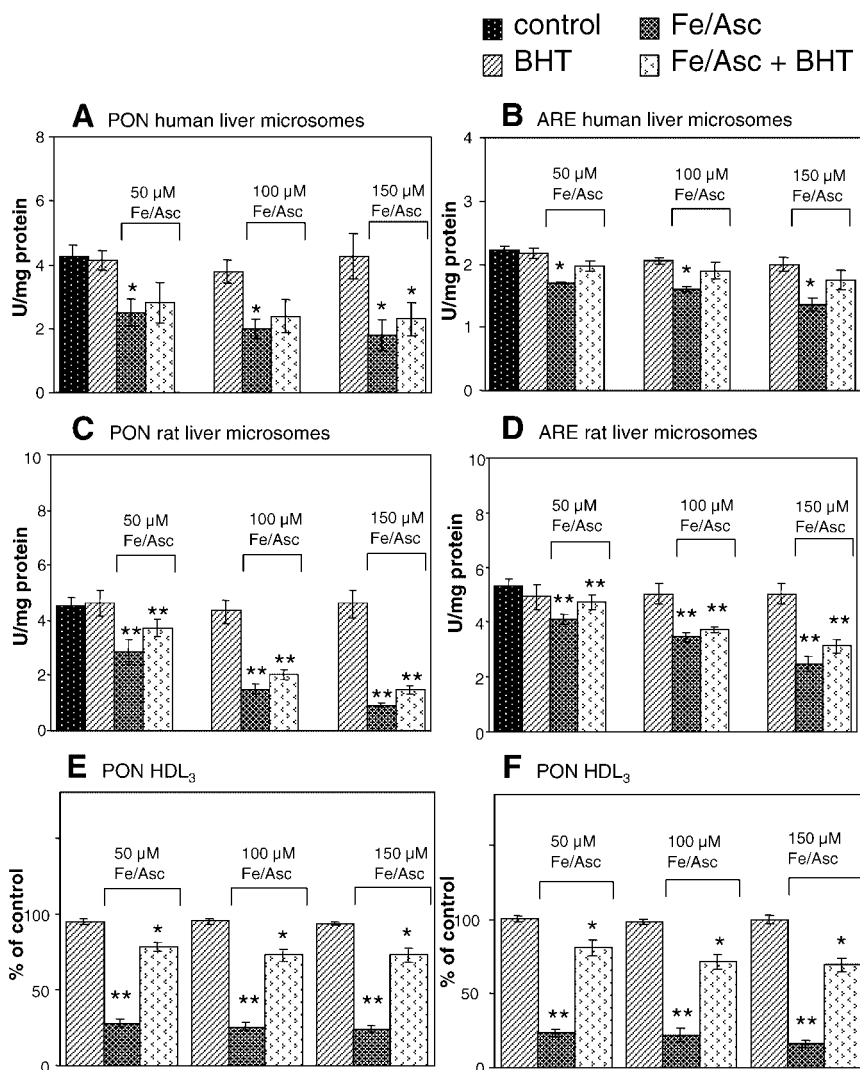 control Fe/Asc
BHT Fe/Asc + BHT
A PON human liver microsomes
8
6
4
2
0
U/mg protein
50 µM
Fe/Asc
100 µM
Fe/Asc
150 µM
Fe/Asc
* * * *
B ARE human liver microsomes
4
3
2
1
0
U/mg protein
50 µM
Fe/Asc
100 µM
Fe/Asc
150 µM
Fe/Asc
* * *
C PON rat liver microsomes
10
8
6
4
2
0
U/mg protein
50 µM
Fe/Asc
100 µM
Fe/Asc
150 µM
Fe/Asc
** ** ** ** ** **
D ARE rat liver microsomes
10
8
6
4
2
0
U/mg protein
50 µM
Fe/Asc
100 µM
Fe/Asc
150 µM
Fe/Asc
** ** ** ** ** **
E PON HDL₃
100
50
0
% of control
50 µM
Fe/Asc
100 µM
Fe/Asc
150 µM
Fe/Asc
** * ** * ** *
F PON HDL₃
100
50
0
% of control
50 µM
Fe/Asc
100 µM
Fe/Asc
150 µM
Fe/Asc
** * ** * ** *